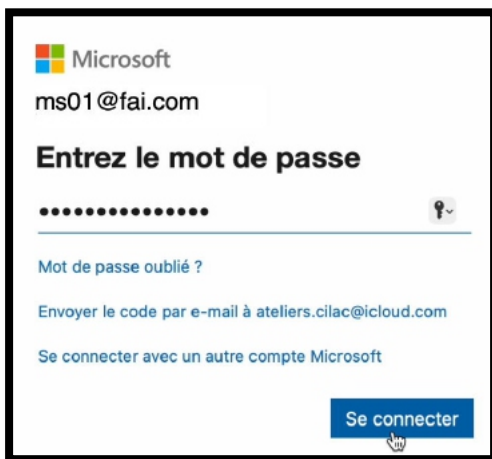 Microsoft
ms01@fai.com
Entrez le mot de passe
•••••••••••••••
Mot de passe oublié ?
Envoyer le code par e-mail à ateliers.cilac@icloud.com
Se connecter avec un autre compte Microsoft
Se connecter